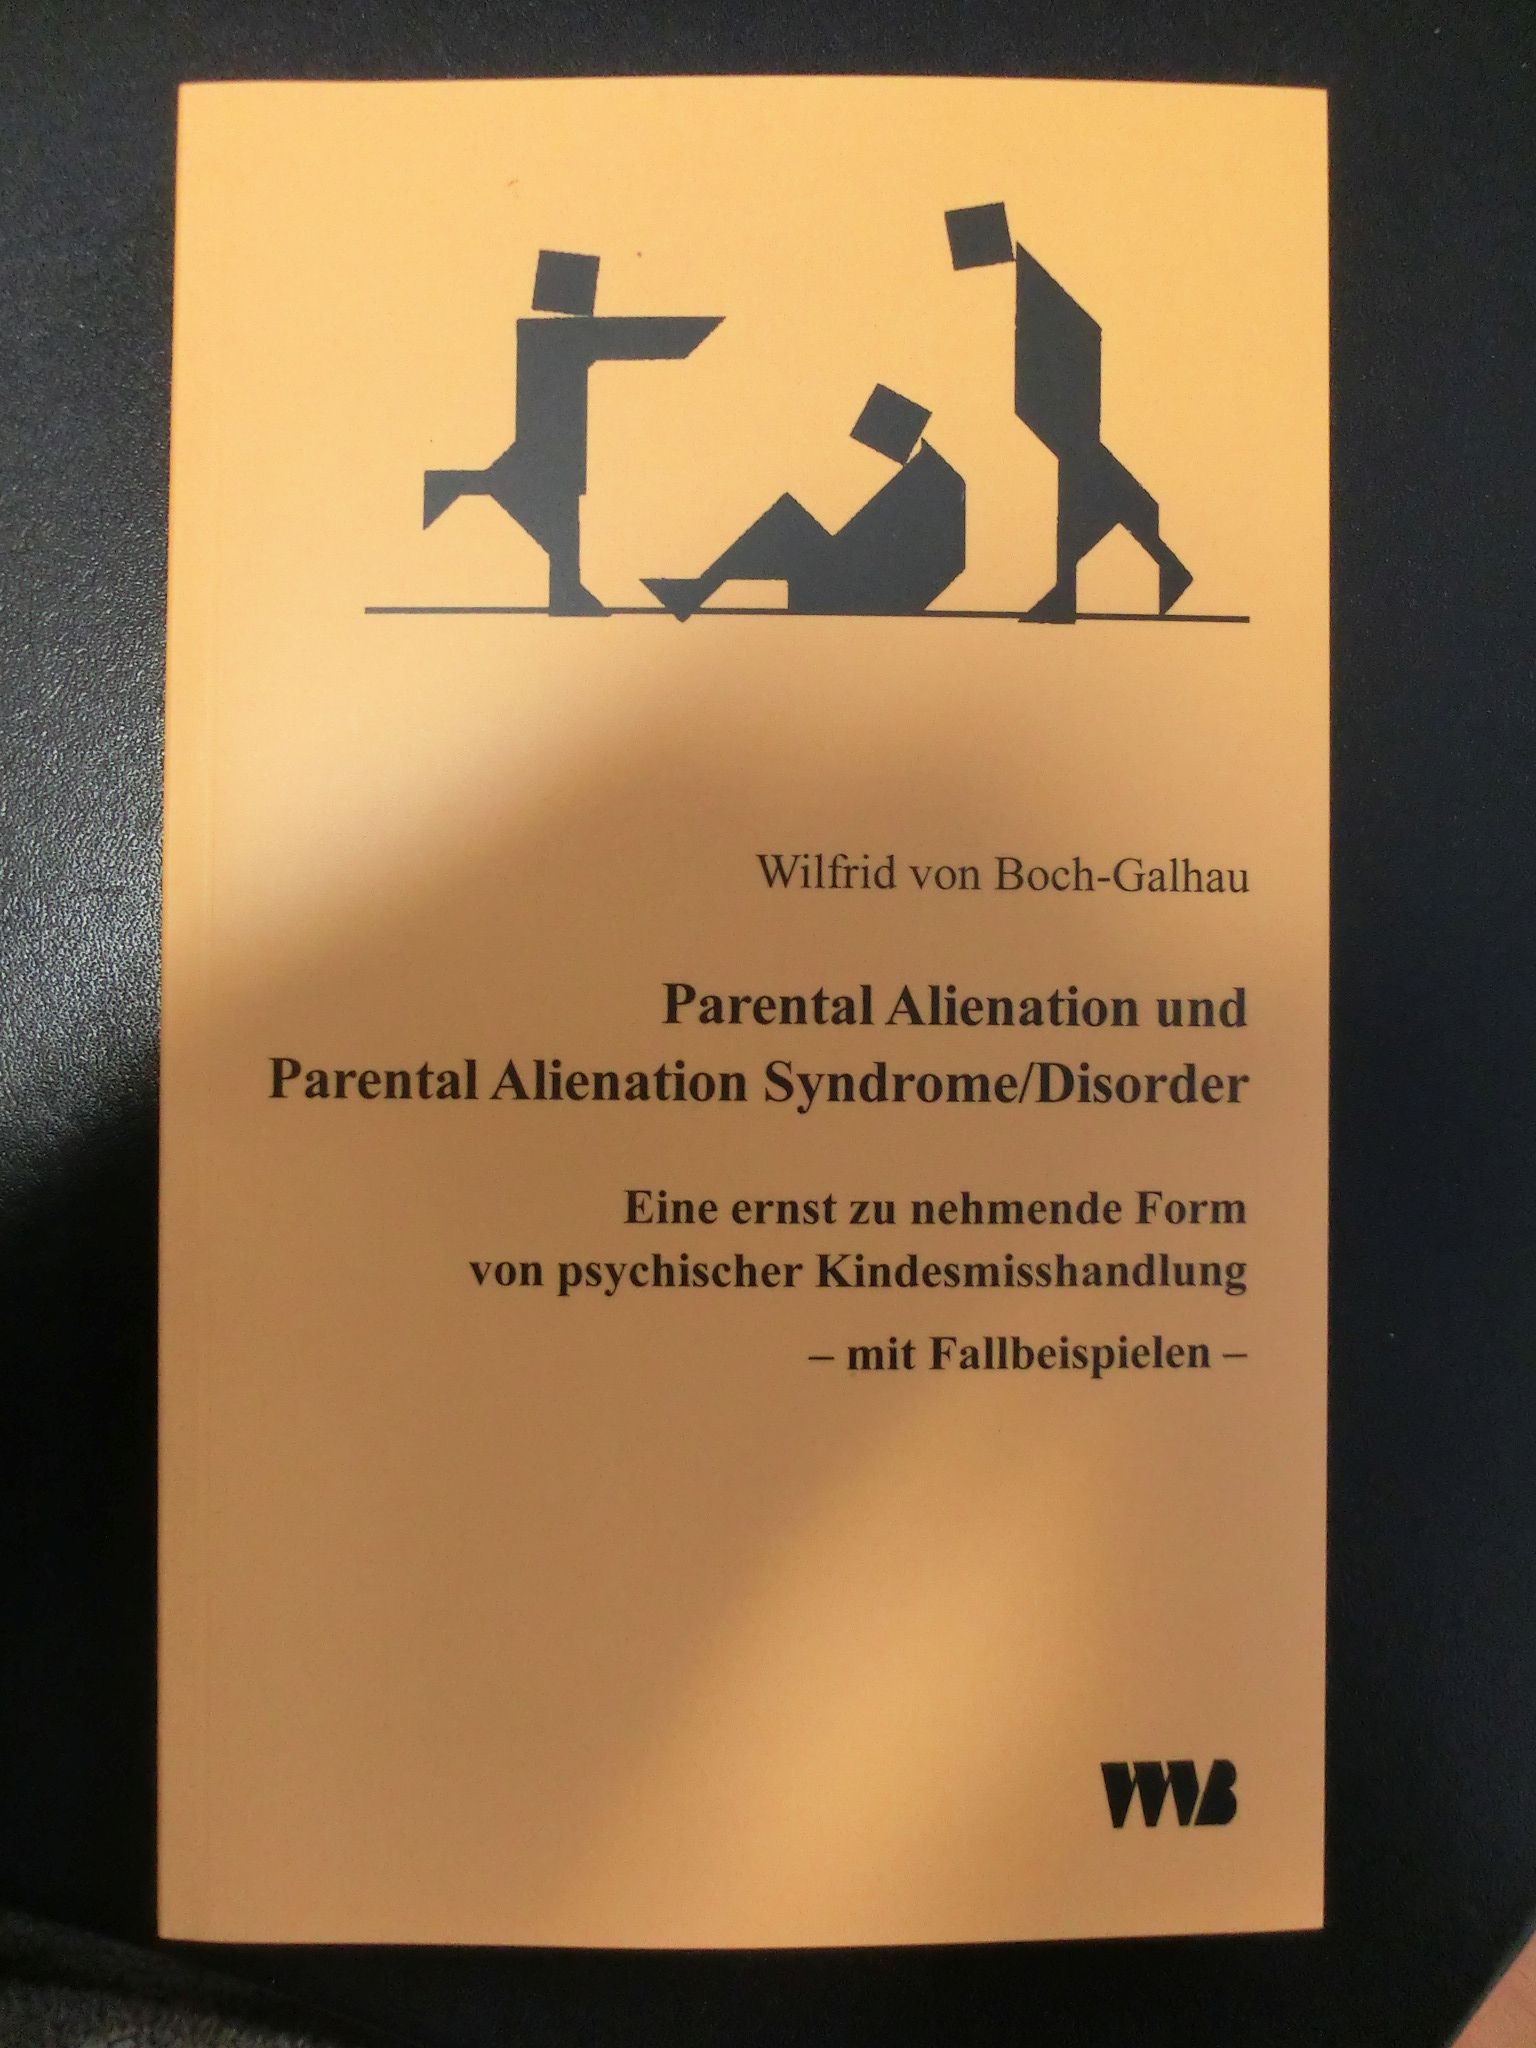 Wilfrid von Boch-Galhau
Parental Alienation und
Parental Alienation Syndrome/Disorder
Eine ernst zu nehmende Form
von psychischer Kindesmisshandlung
– mit Fallbeispielen –
VWB